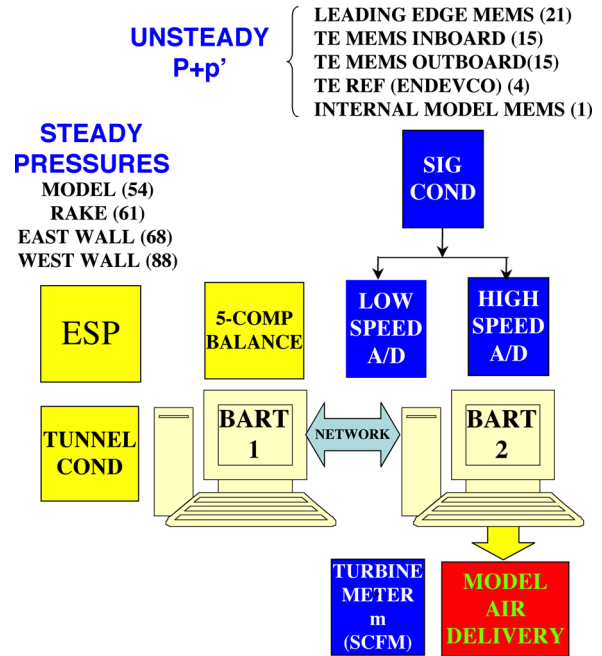 UNSTEADY
P+p’
LEADING EDGE MEMS (21)
TE MEMS INBOARD (15)
TE MEMS OUTBOARD(15)
TE REF (ENDEVCO) (4)
INTERNAL MODEL MEMS (1)
STEADY
PRESSURES
MODEL (54)
RAKE (61)
EAST WALL (68)
WEST WALL (88)
SIG
COND
ESP
5-COMP
BALANCE
LOW
SPEED
A/D
HIGH
SPEED
A/D
TUNNEL
COND
BART
1
NETWORK
BART
2
TURBINE
METER
m
(SCFM)
MODEL
AIR
DELIVERY